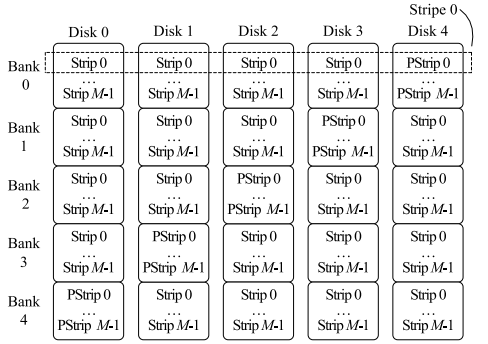 Stripe 0
Disk 0 Disk 1 Disk 2 Disk 3 Disk 4
Bank 0
Strip 0 Strip 0 Strip 0 Strip 0 PStrip 0
... ... ... ... ...
Strip M-1 Strip M-1 Strip M-1 Strip M-1 PStrip M-1
Bank 1
Strip 0 Strip 0 Strip 0 PStrip 0 Strip 0
... ... ... ... ...
Strip M-1 Strip M-1 Strip M-1 PStrip M-1 Strip M-1
Bank 2
Strip 0 Strip 0 PStrip 0 Strip 0 Strip 0
... ... ... ... ...
Strip M-1 Strip M-1 PStrip M-1 Strip M-1 Strip M-1
Bank 3
Strip 0 PStrip 0 Strip 0 Strip 0 Strip 0
... ... ... ... ...
Strip M-1 PStrip M-1 Strip M-1 Strip M-1 Strip M-1
Bank 4
PStrip 0 Strip 0 Strip 0 Strip 0 Strip 0
... ... ... ... ...
PStrip M-1 Strip M-1 Strip M-1 Strip M-1 Strip M-1